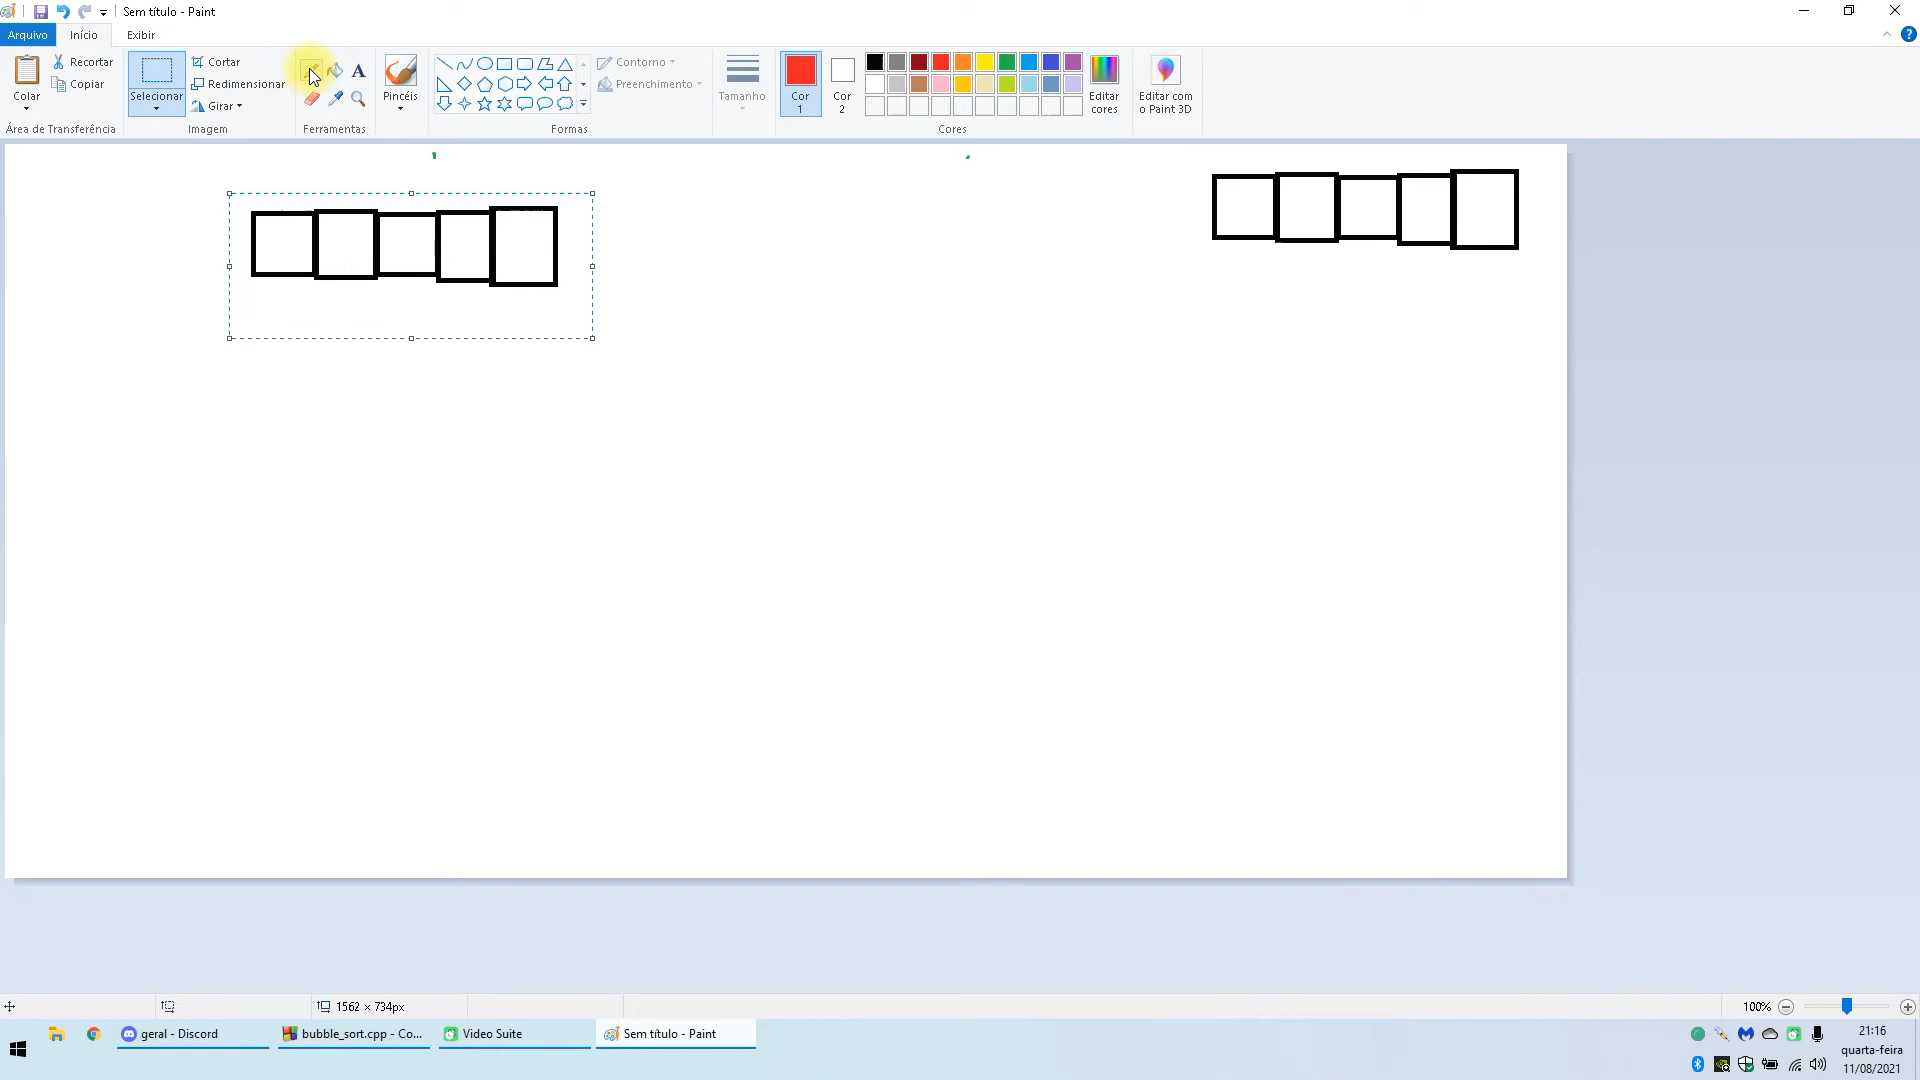 Sem título - Paint
Arquivo Início Exibir
Colar
Recortar
Copiar
Área de Transferência
Selecionar
Cortar
Redimensionar
Girar
Imagem
A
Ferramentas
Pincéis
Contorno
Preenchimento
Formas
Tamanho
Cor
1
Cor
2
Editar
cores
Cores
Editar com
o Paint 3D
?
1562 × 734px
100%
geral - Discord
bubble_sort.cpp - Co...
Video Suite
Sem título - Paint
21:16
quarta-feira
11/08/2021